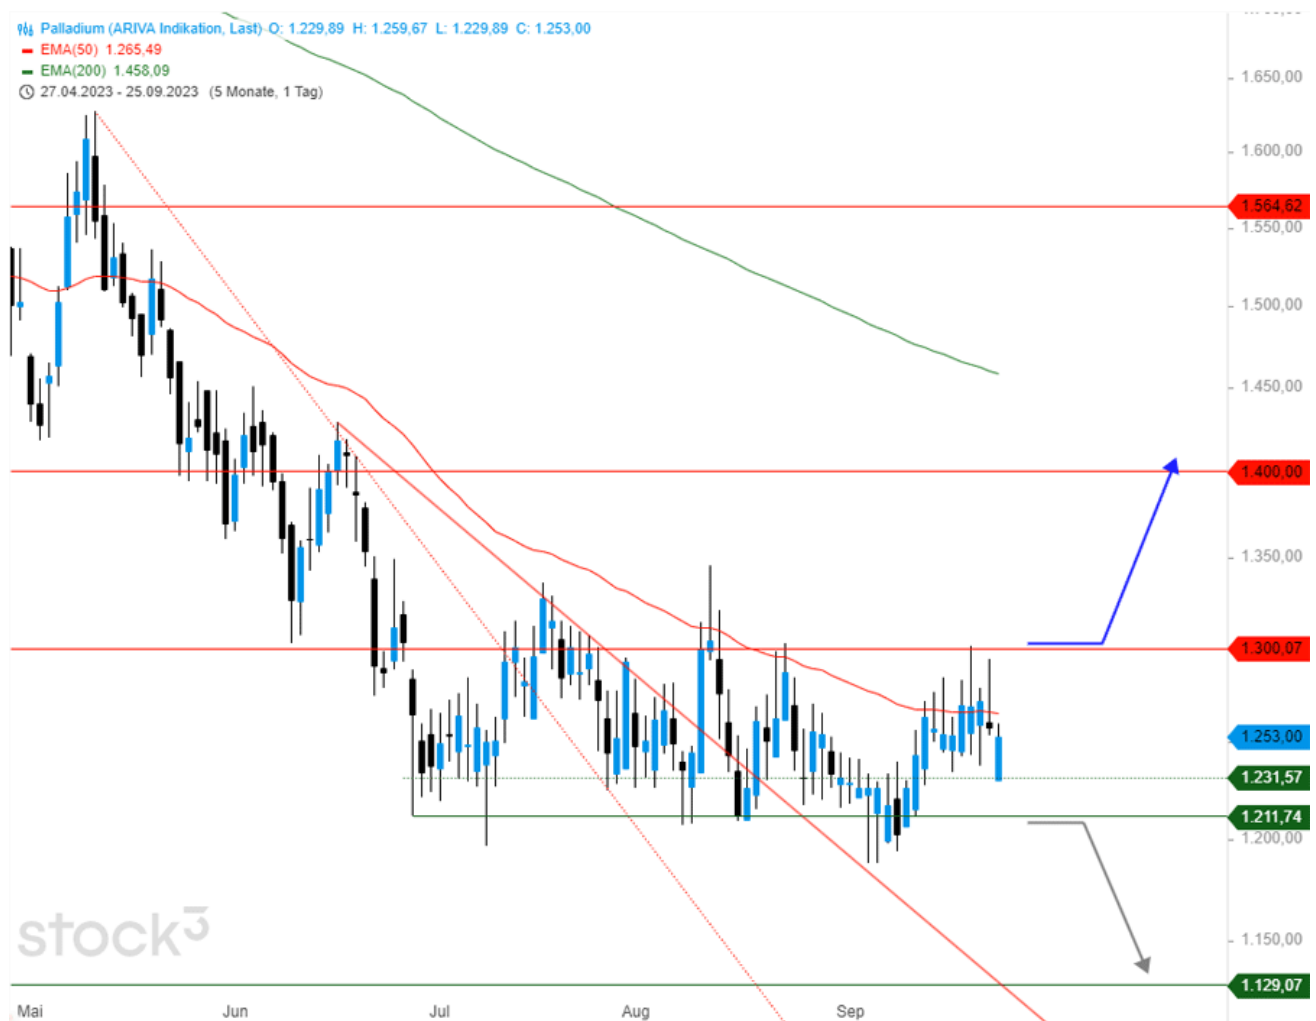 Palladium (ARIVA Indikation, Last) O: 1.229,89 H: 1.259,67 L: 1.229,89 C: 1.253,00
EMA(50) 1.265,49
EMA(200) 1.458,09
27.04.2023 - 25.09.2023 (5 Monate, 1 Tag)
1.650,00
1.600,00
1.564,62
1.550,00
1.500,00
1.450,00
1.400,00
1.350,00
1.300,07
1.253,00
1.231,57
1.211,74
1.200,00
1.150,00
1.129,07
stock3
Mai Jun Jul Aug Sep